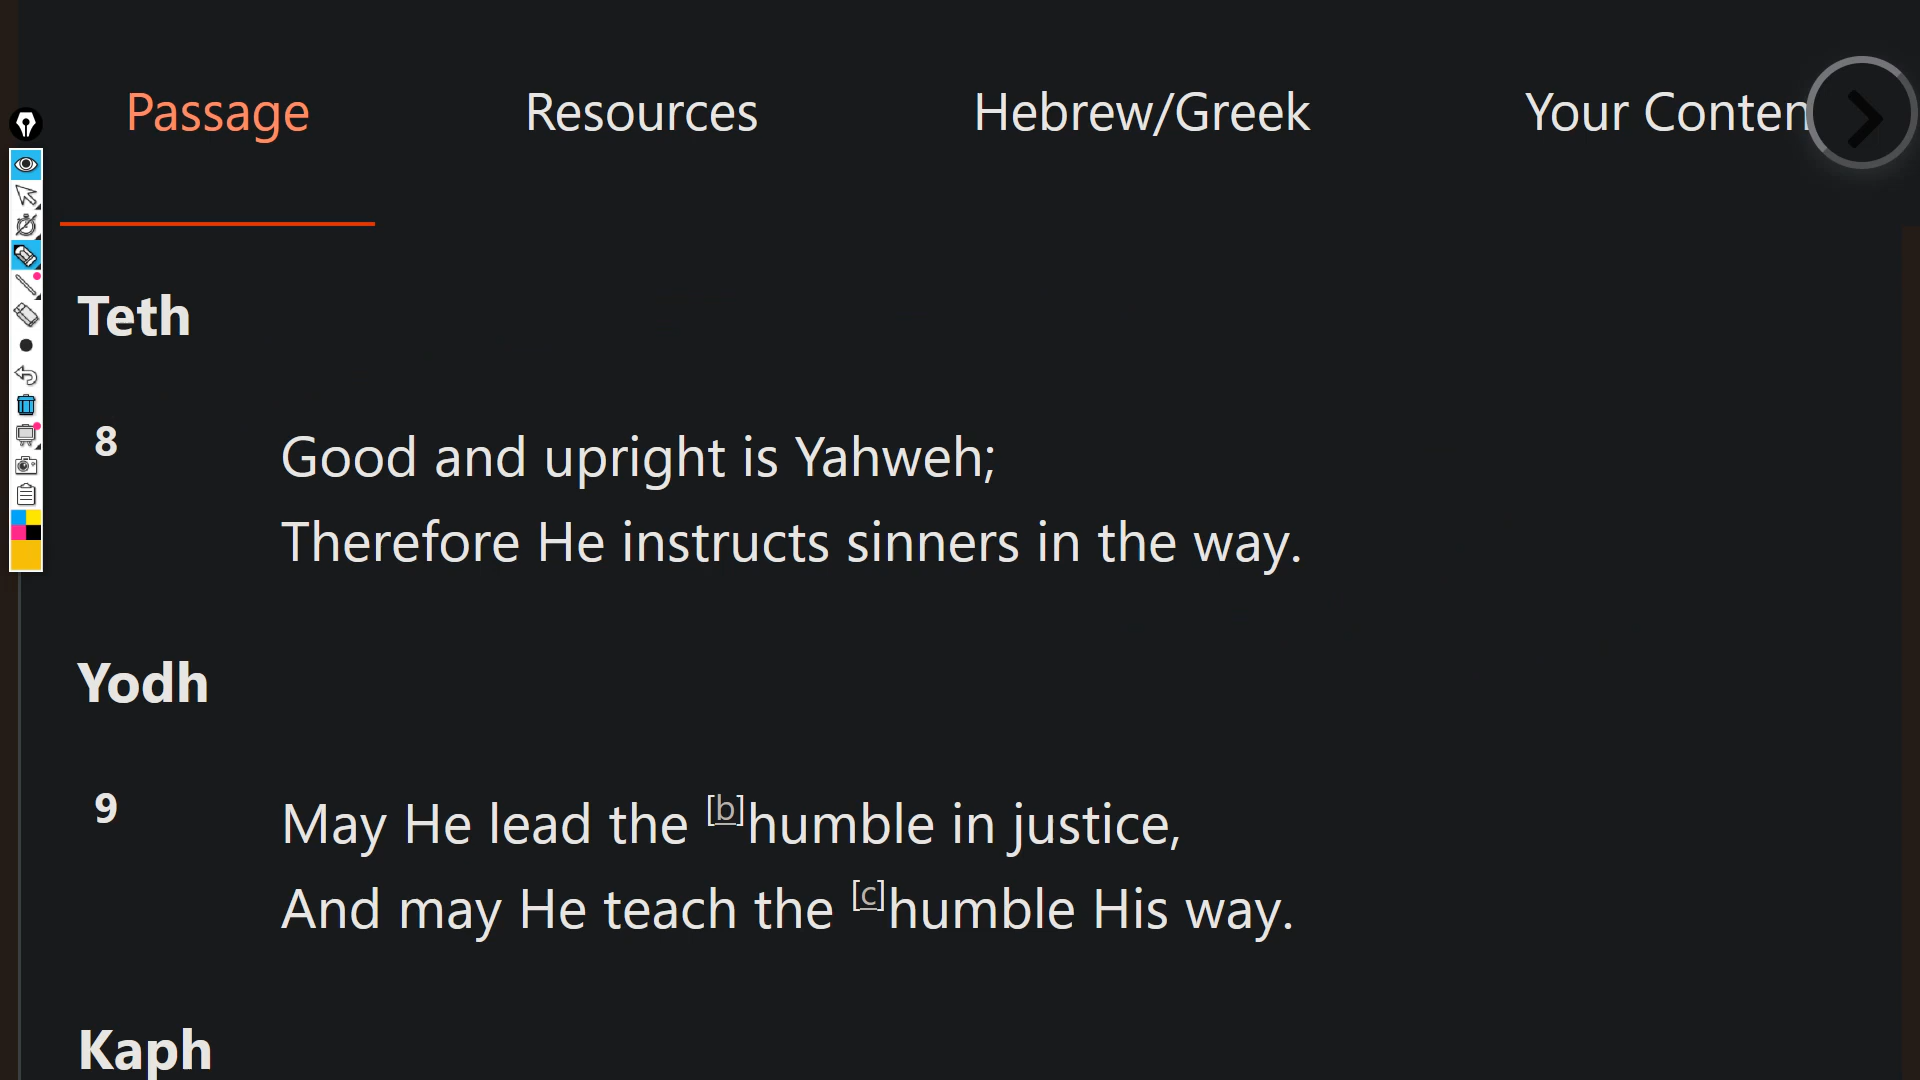 Passage Resources Hebrew/Greek Your Conten
Teth
8 Good and upright is Yahweh;
Therefore He instructs sinners in the way.
Yodh
9 May He lead the [b]humble in justice,
And may He teach the [c]humble His way.
Kaph